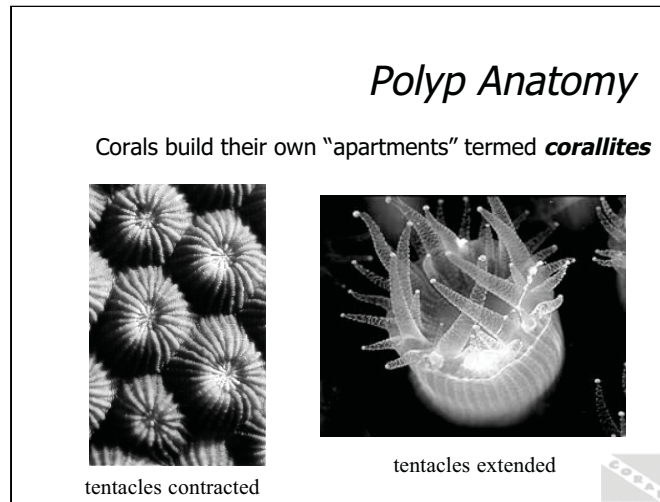 Polyp Anatomy
Corals build their own “apartments” termed corallites
tentacles contracted
tentacles extended